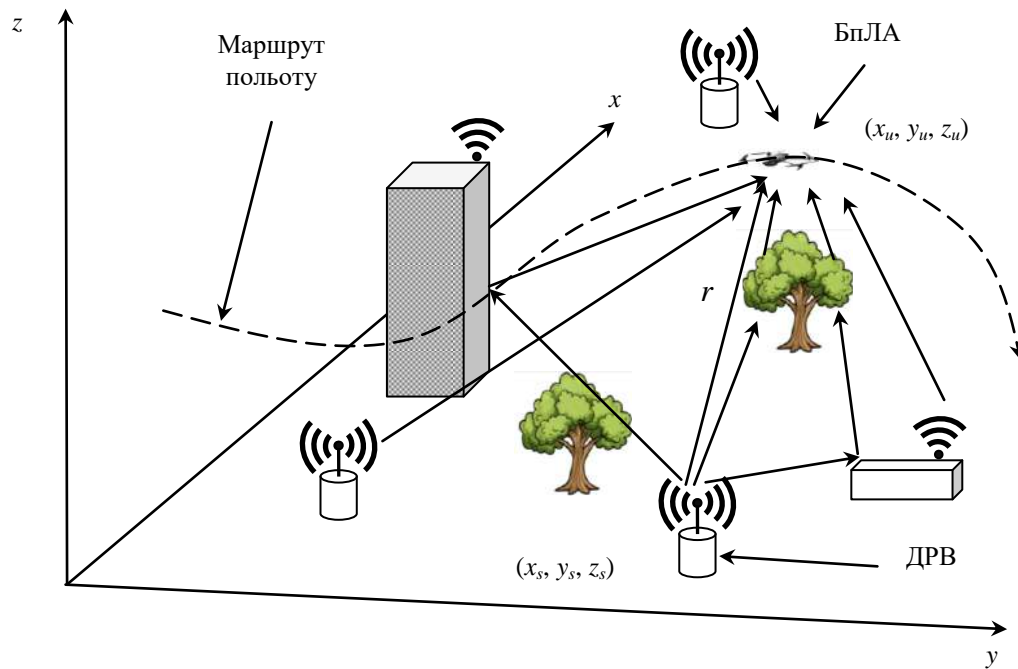 z
Маршрут
польоту
БпЛА
x
(xu, yu, zu)
r
(xs, ys, zs)
ДРВ
y